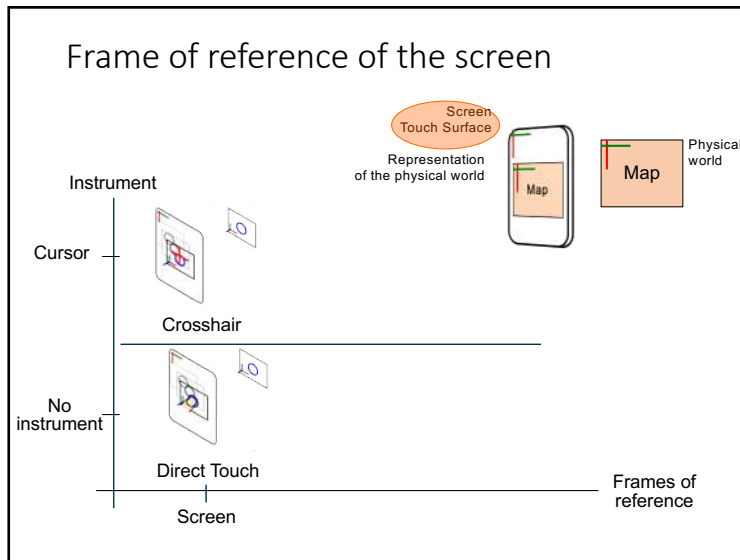 Frame of reference of the screen
Screen
Touch Surface
Representation
of the physical world
Map
Map
Physical
world
Instrument
Cursor
Crosshair
No
instrument
Direct Touch
Screen
Frames of
reference